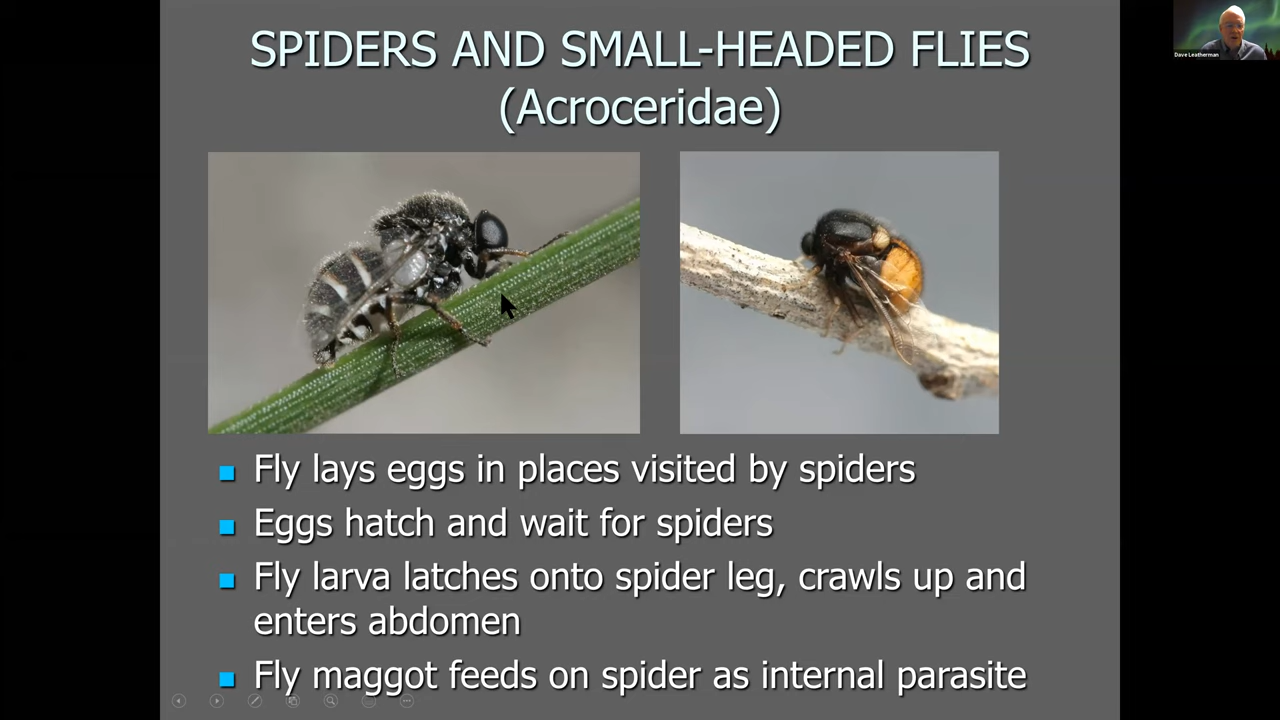 SPIDERS AND SMALL-HEADED FLIES
(Acroceridae)
Dave Leatherman
Fly lays eggs in places visited by spiders
Eggs hatch and wait for spiders
Fly larva latches onto spider leg, crawls up and
enters abdomen
Fly maggot feeds on spider as internal parasite